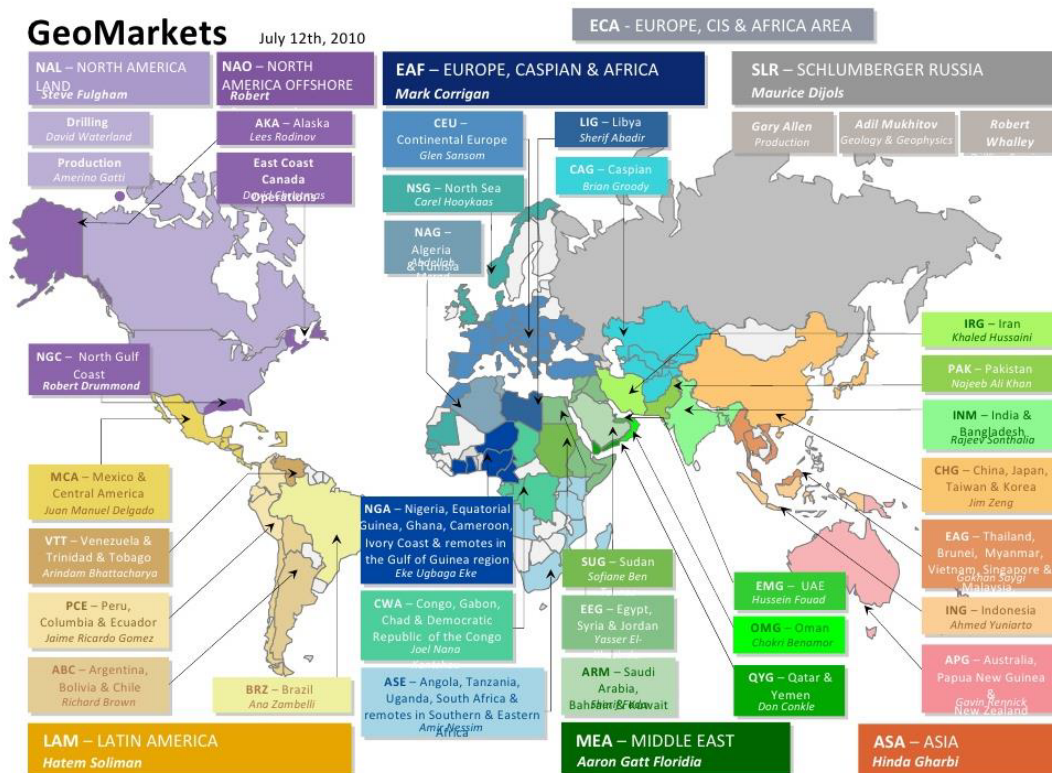 GeoMarkets
July 12th, 2010
ECA - EUROPE, CIS & AFRICA AREA
NAL – NORTH AMERICA
LAND
Steve Fulgham
NAO – NORTH
AMERICA OFFSHORE
Robert
EAF – EUROPE, CASPIAN & AFRICA
Mark Corrigan
SLR – SCHLUMBERGER RUSSIA
Maurice Dijols
Drilling
David Waterland
Production
Amerino Gatti
AKA – Alaska
Lees Rodinov
East Coast
Canada
Operations
David Christmas
CEU –
Continental Europe
Glen Sansom
NSG – North Sea
Carel Hooykaas
NAG –
Algeria
& Tunisia
Abdellah
LIG – Libya
Sherif Abadir
CAG – Caspian
Brian Groody
Gary Allen
Production
Adil Mukhitov
Geology & Geophysics
Robert
Whalley
NGC – North Gulf
Coast
Robert Drummond
IRG – Iran
Khaled Hussaini
PAK – Pakistan
Najeeb Ali Khan
INM – India &
Bangladesh
Rajeev Sonthalia
MCA – Mexico &
Central America
Juan Manuel Delgado
VTT – Venezuela &
Trinidad & Tobago
Arindam Bhattacharya
PCE – Peru,
Columbia & Ecuador
Jaime Ricardo Gomez
ABC – Argentina,
Bolivia & Chile
Richard Brown
BRZ – Brazil
Ana Zambelli
NGA – Nigeria, Equatorial
Guinea, Ghana, Cameroon,
Ivory Coast & remotes in
the Gulf of Guinea region
Eke Ugbaga Eke
CWA – Congo, Gabon,
Chad & Democratic
Republic of the Congo
Joel Nana
ASE – Angola, Tanzania,
Uganda, South Africa &
remotes in Southern & Eastern
Africa
Amir Nessim
SUG – Sudan
Sofiane Ben
EEG – Egypt,
Syria & Jordan
Yasser El-
ARM – Saudi
Arabia,
Bahrain & Kuwait
EMG – UAE
Hussein Fouad
OMG – Oman
Chokri Benamor
QYG – Qatar &
Yemen
Don Conkle
CHG – China, Japan,
Taiwan & Korea
Jim Zeng
EAG – Thailand,
Brunei, Myanmar,
Vietnam, Singapore &
Malaysia
Gokhan Saygi
ING – Indonesia
Ahmed Yuniarto
APG – Australia,
Papua New Guinea
&
New Zealand
Gavin Rennick
LAM – LATIN AMERICA
Hatem Soliman
MEA – MIDDLE EAST
Aaron Gatt Floridia
ASA – ASIA
Hinda Gharbi